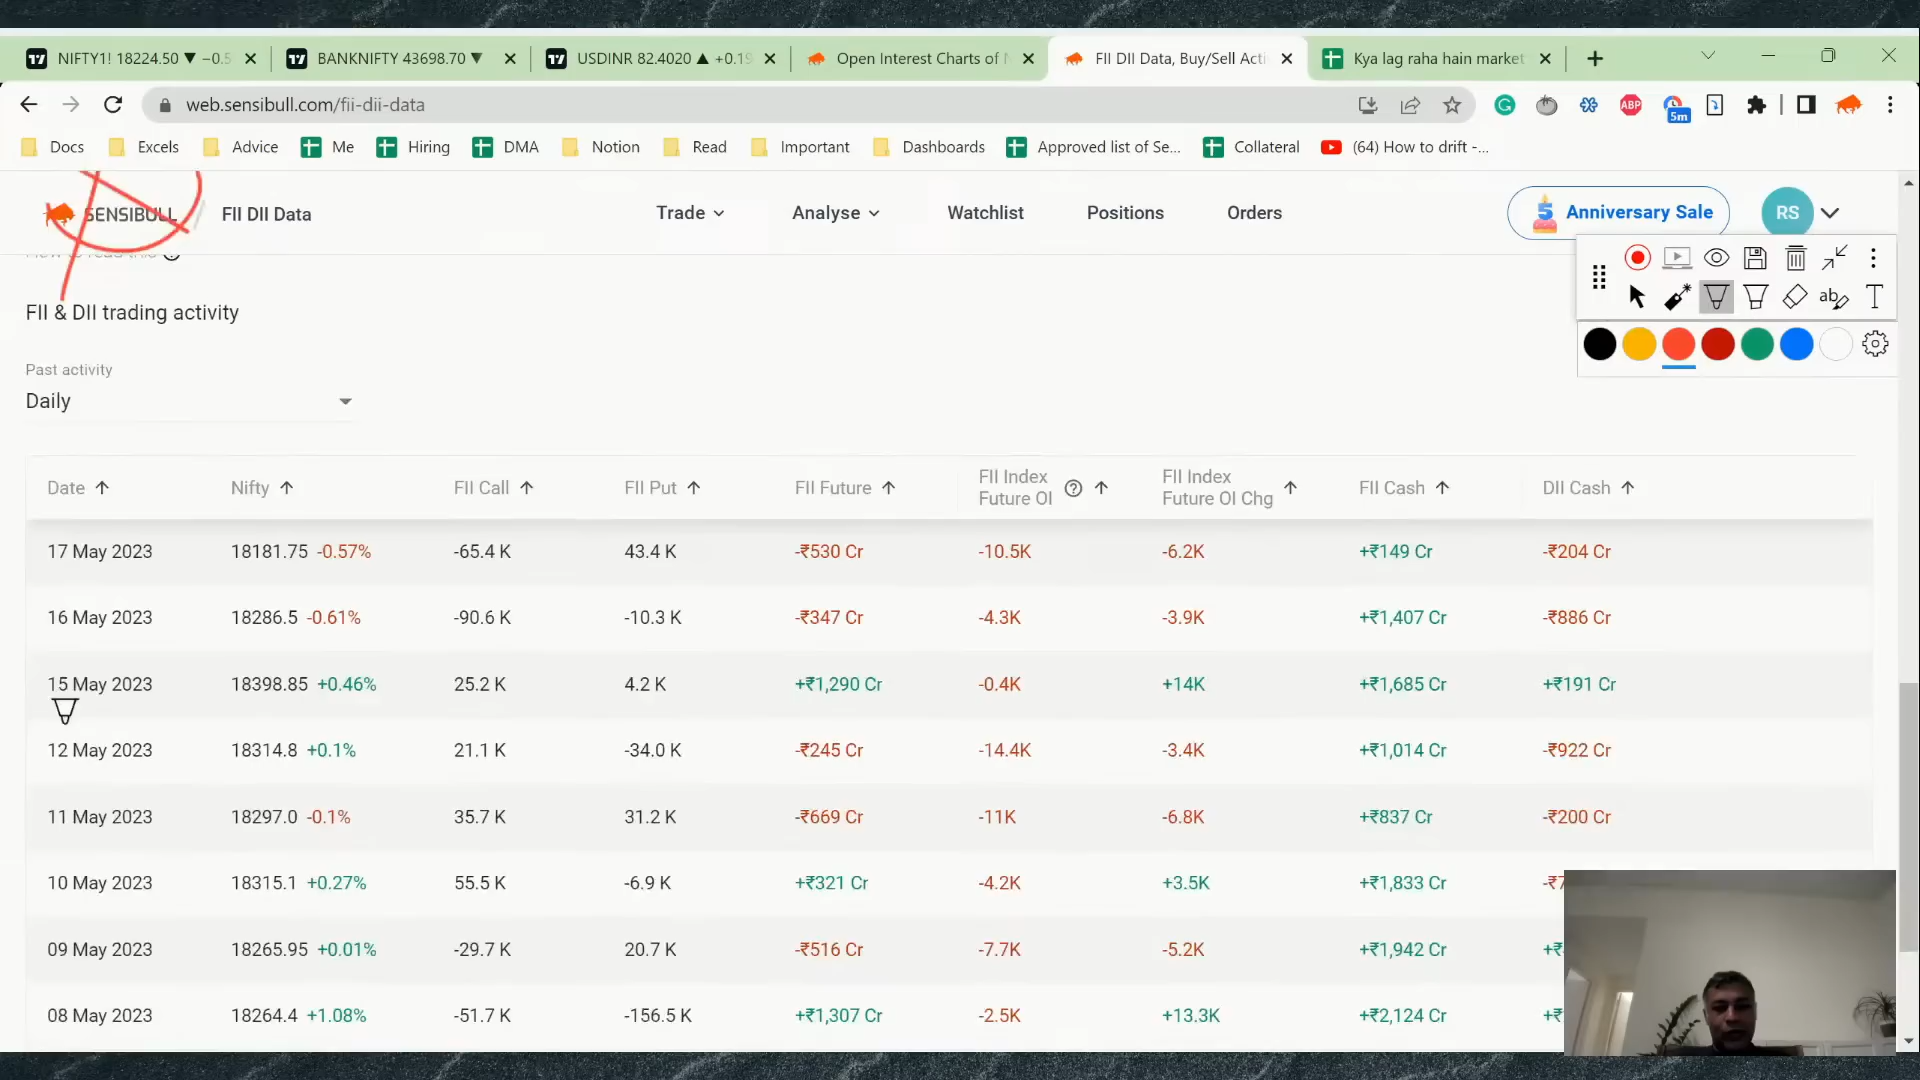 NIFTY1! 18224.50 ▼ −0.5
BANKNIFTY 43698.70 ▼
USDINR 82.4020 ▲ +0.19
Open Interest Charts of N
FII DII Data, Buy/Sell Acti
Kya lag raha hain market
web.sensibull.com/fii-dii-data
ABP
5m
Docs Excels Advice Me Hiring DMA Notion Read Important Dashboards Approved list of Se... Collateral (64) How to drift -...
SENSIBULL / FII DII Data Trade Analyse Watchlist Positions Orders 5 Anniversary Sale RS
How to read this
FII & DII trading activity
Past activity
Daily
Date Nifty FII Call FII Put FII Future FII Index Future OI FII Index Future OI Chg FII Cash DII Cash
17 May 2023 18181.75 -0.57% -65.4 K 43.4 K -₹530 Cr -10.5K -6.2K +₹149 Cr -₹204 Cr
16 May 2023 18286.5 -0.61% -90.6 K -10.3 K -₹347 Cr -4.3K -3.9K +₹1,407 Cr -₹886 Cr
15 May 2023 18398.85 +0.46% 25.2 K 4.2 K +₹1,290 Cr -0.4K +14K +₹1,685 Cr +₹191 Cr
12 May 2023 18314.8 +0.1% 21.1 K -34.0 K -₹245 Cr -14.4K -3.4K +₹1,014 Cr -₹922 Cr
11 May 2023 18297.0 -0.1% 35.7 K 31.2 K -₹669 Cr -11K -6.8K +₹837 Cr -₹200 Cr
10 May 2023 18315.1 +0.27% 55.5 K -6.9 K +₹321 Cr -4.2K +3.5K +₹1,833 Cr -₹7
09 May 2023 18265.95 +0.01% -29.7 K 20.7 K -₹516 Cr -7.7K -5.2K +₹1,942 Cr +₹
08 May 2023 18264.4 +1.08% -51.7 K -156.5 K +₹1,307 Cr -2.5K +13.3K +₹2,124 Cr +₹